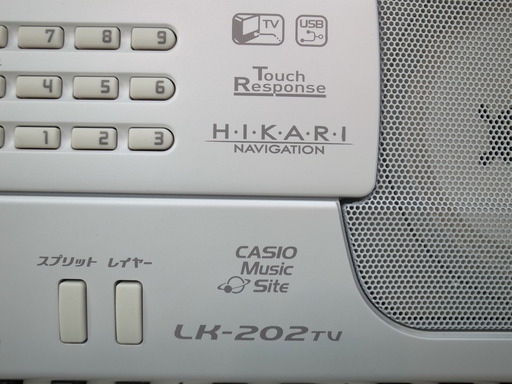 7 8 9
TV USB
4 5 6
Touch
Response
1 2 3
H·I·K·A·R·I
NAVIGATION
スプリット レイヤー
CASIO
Music
Site
LK-202TV